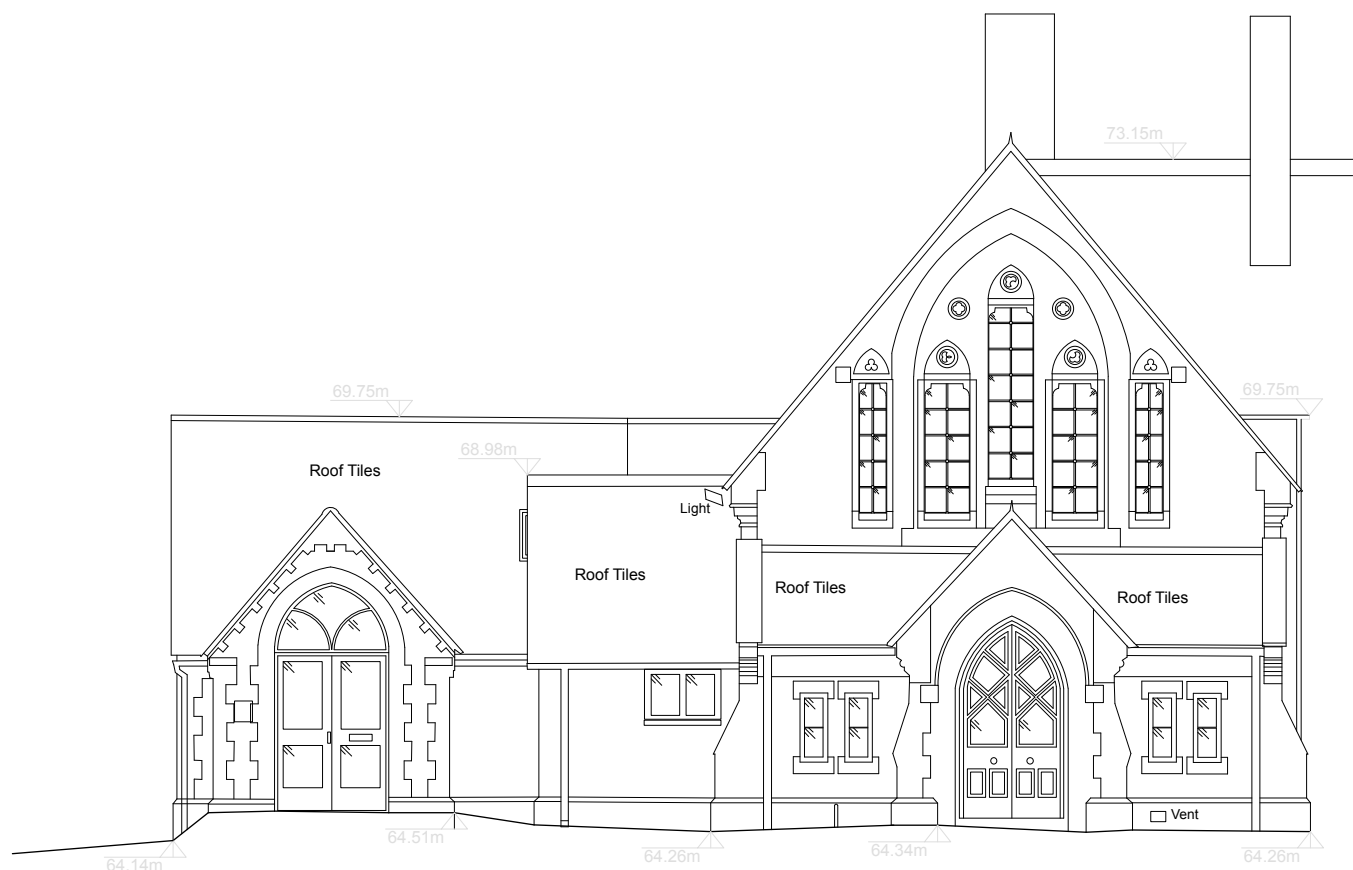 73.15m
69.75m
69.75m
68.98m
Roof Tiles
Light
Roof Tiles
Roof Tiles
Roof Tiles
Vent
64.51m
64.34m
64.26m
64.26m
64.14m